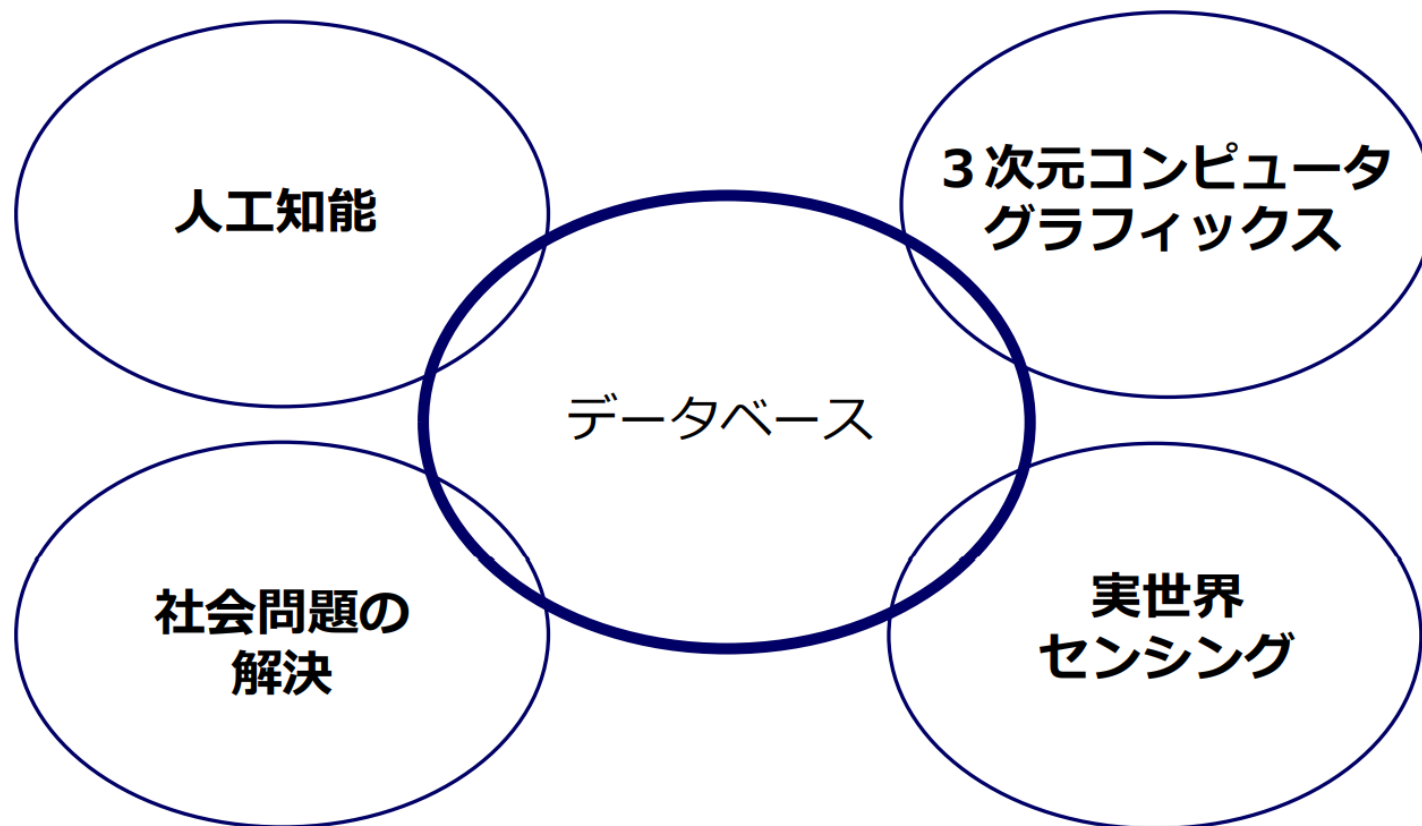 人工知能
３次元コンピュータ
グラフィックス
データベース
社会問題の
解決
実世界
センシング